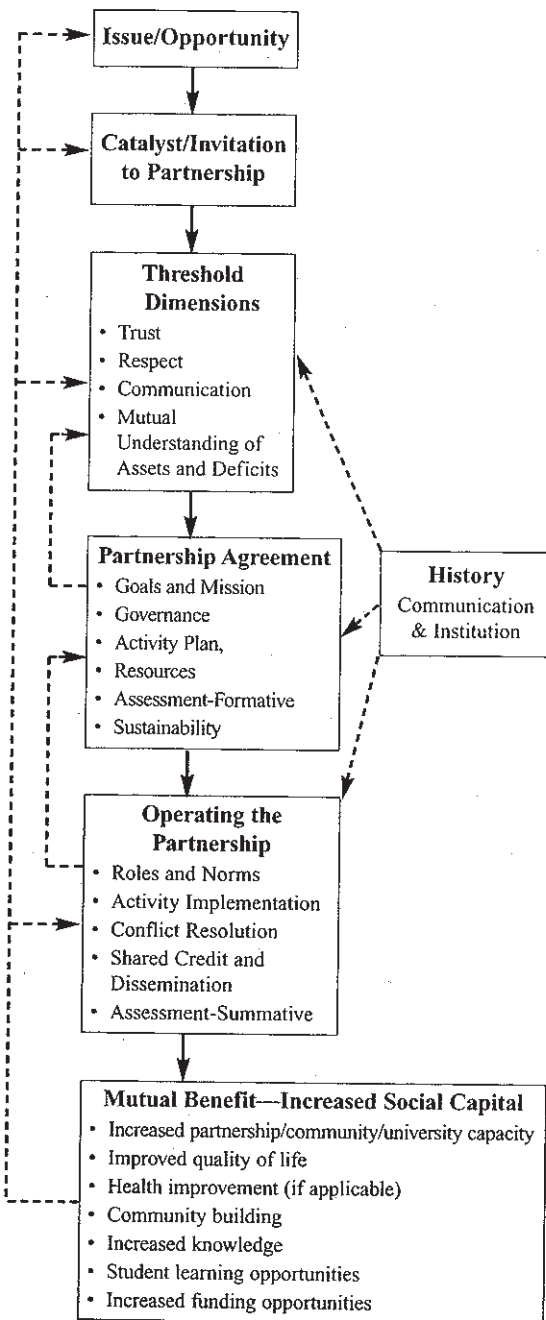 Issue/Opportunity
Catalyst/Invitation
to Partnership
Threshold
Dimensions
• Trust
• Respect
• Communication
• Mutual
Understanding of
Assets and Deficits
Partnership Agreement
• Goals and Mission
• Governance
• Activity Plan,
• Resources
• Assessment-Formative
• Sustainability
History
Communication
& Institution
Operating the
Partnership
• Roles and Norms
• Activity Implementation
• Conflict Resolution
• Shared Credit and
Dissemination
• Assessment-Summative
Mutual Benefit—Increased Social Capital
• Increased partnership/community/university capacity
• Improved quality of life
• Health improvement (if applicable)
• Community building
• Increased knowledge
• Student learning opportunities
• Increased funding opportunities